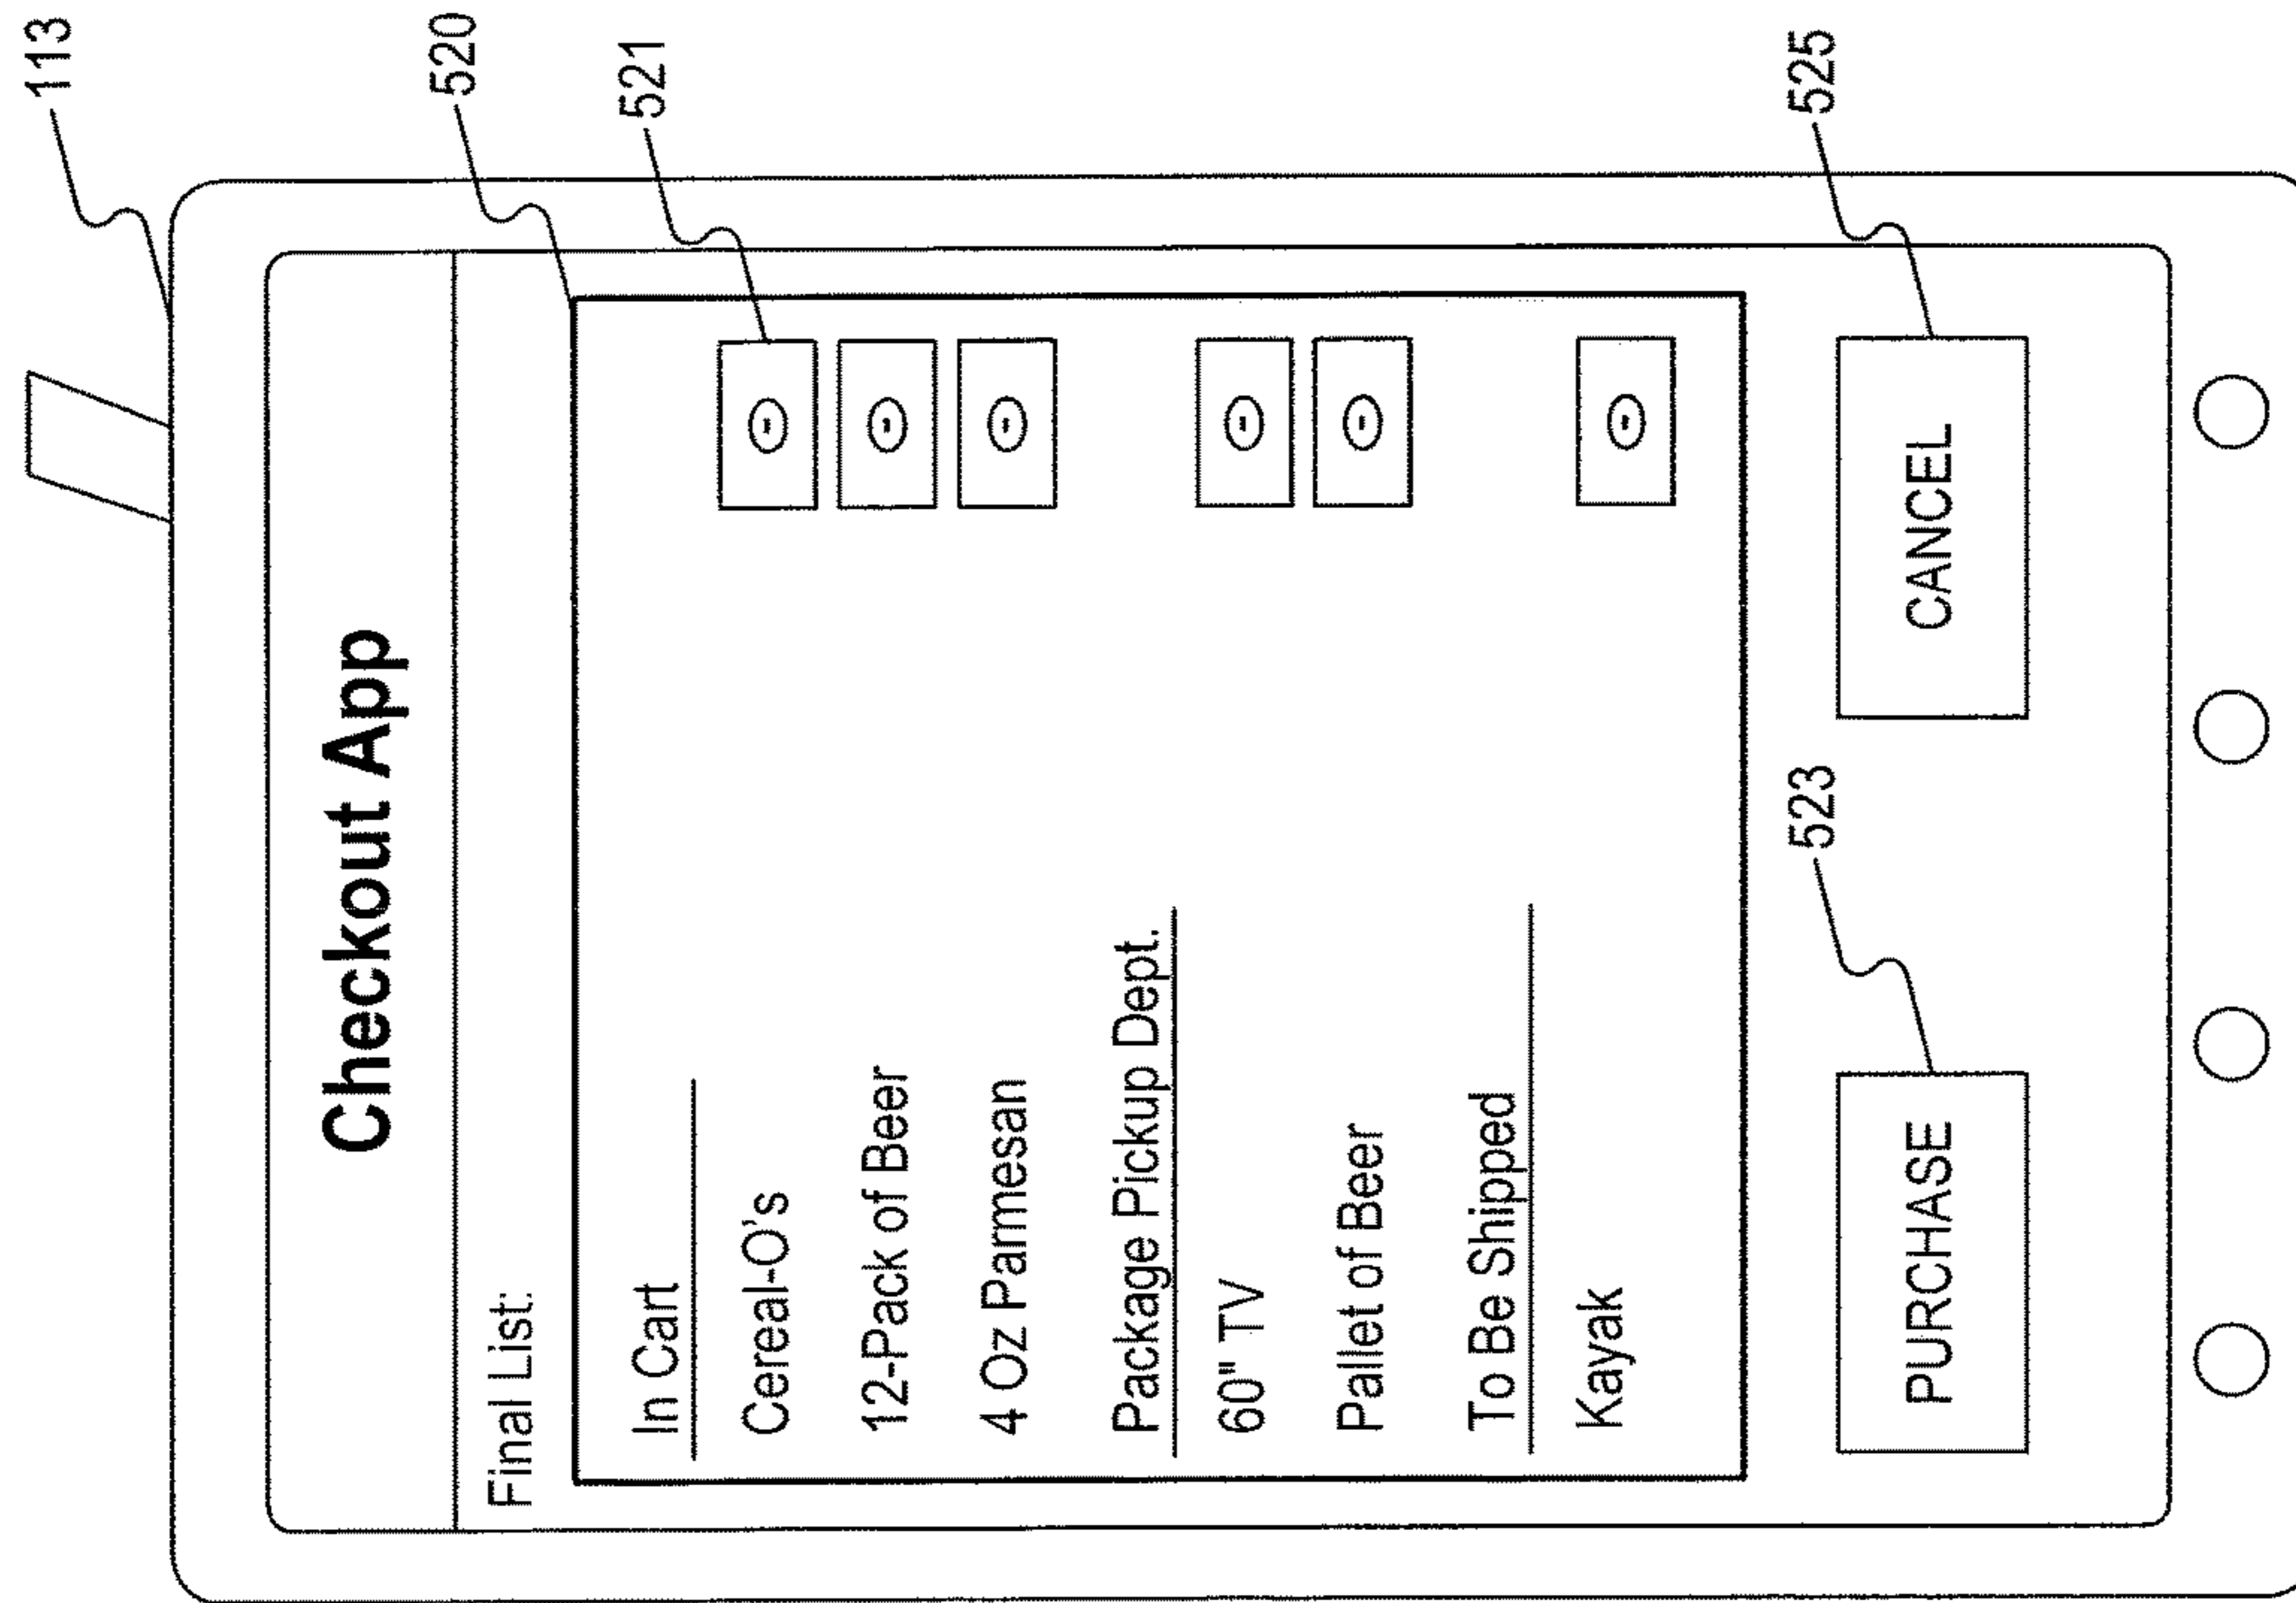 113
Checkout App
Final List:
520
In Cart
Cereal-O's
521
12-Pack of Beer
4 Oz Parmesan
Package Pickup Dept.
60" TV
Pallet of Beer
To Be Shipped
Kayak
523
525
PURCHASE
CANCEL